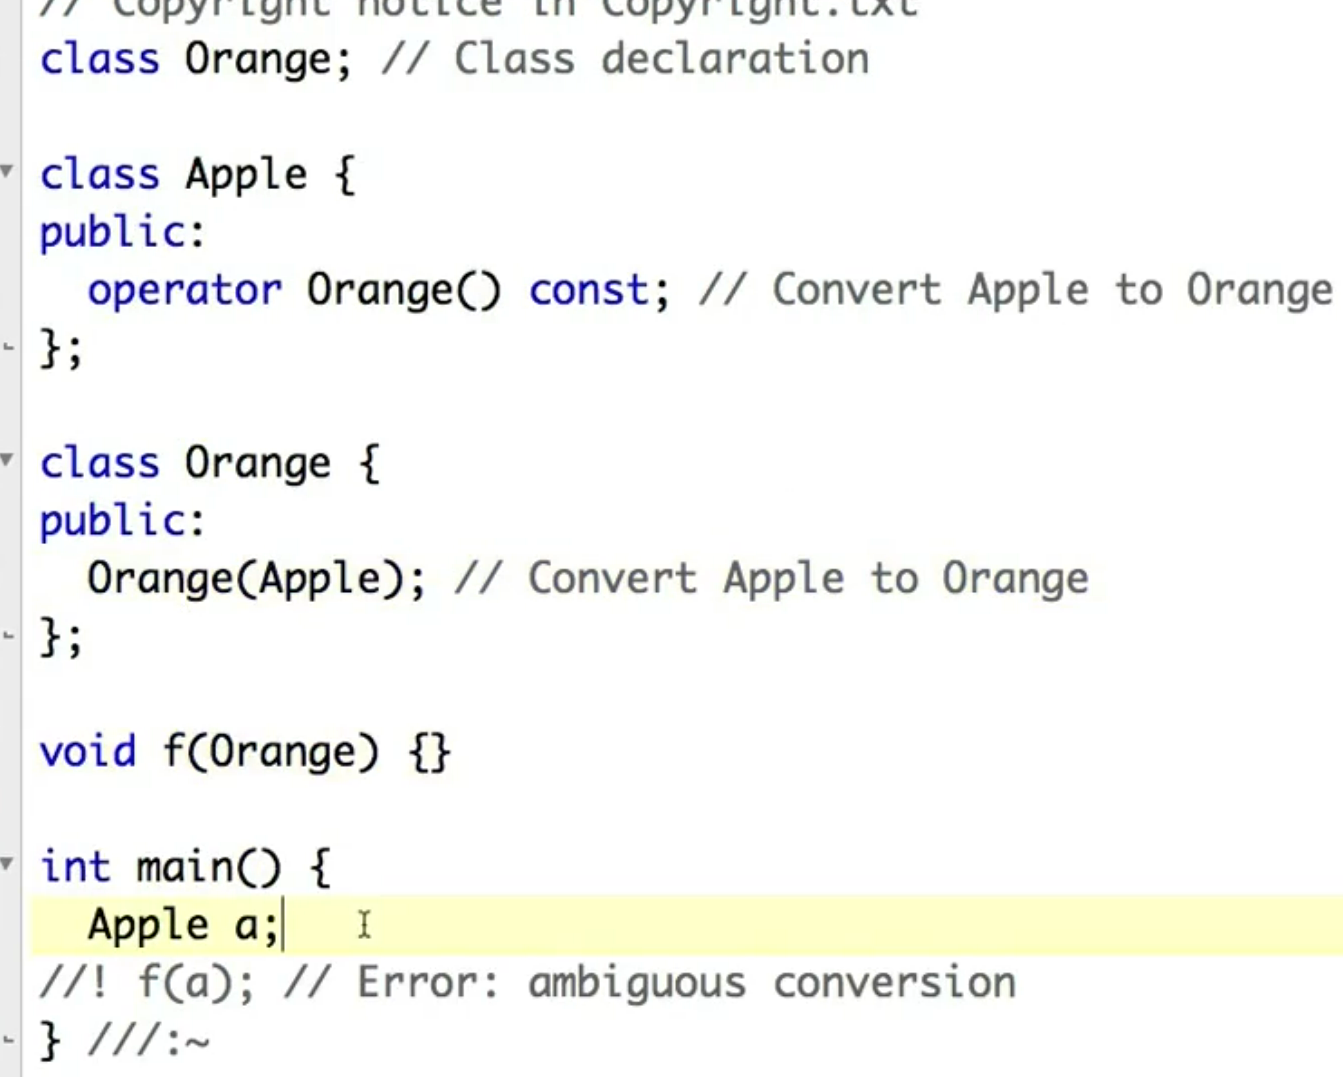 // Copyright notice in Copyright.txt
class Orange; // Class declaration
class Apple {
public:
  operator Orange() const; // Convert Apple to Orange
};
class Orange {
public:
  Orange(Apple); // Convert Apple to Orange
};
void f(Orange) {}
int main() {
  Apple a;
//! f(a); // Error: ambiguous conversion
} ///:~